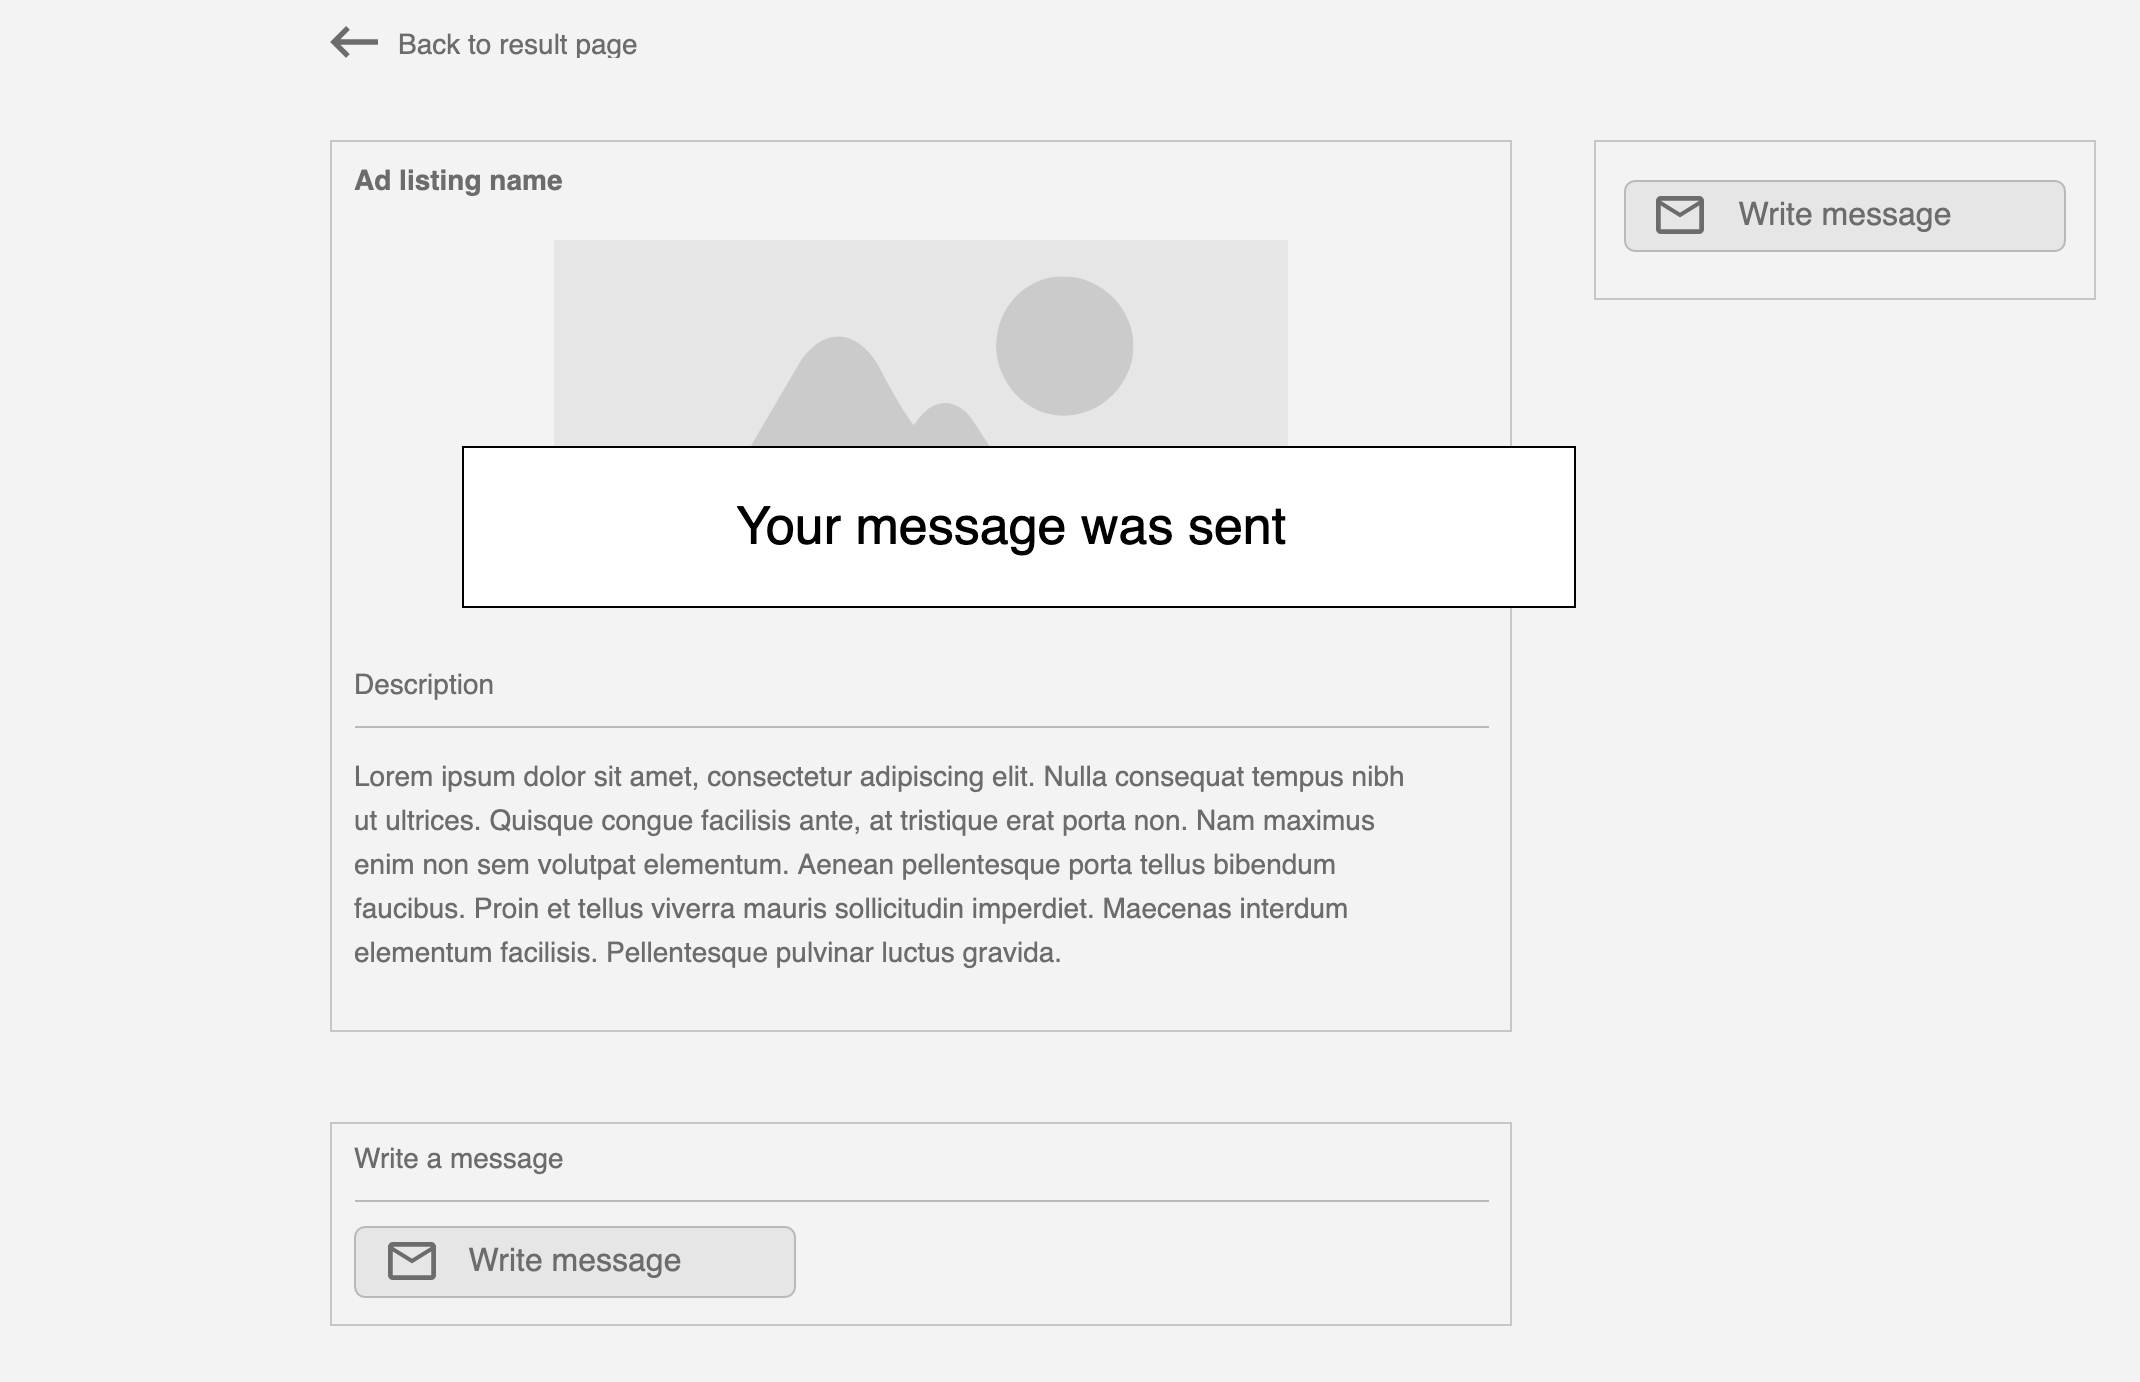 Back to result page
Ad listing name
Write message
Your message was sent
Description
Lorem ipsum dolor sit amet, consectetur adipiscing elit. Nulla consequat tempus nibh
ut ultrices. Quisque congue facilisis ante, at tristique erat porta non. Nam maximus
enim non sem volutpat elementum. Aenean pellentesque porta tellus bibendum
faucibus. Proin et tellus viverra mauris sollicitudin imperdiet. Maecenas interdum
elementum facilisis. Pellentesque pulvinar luctus gravida.
Write a message
Write message